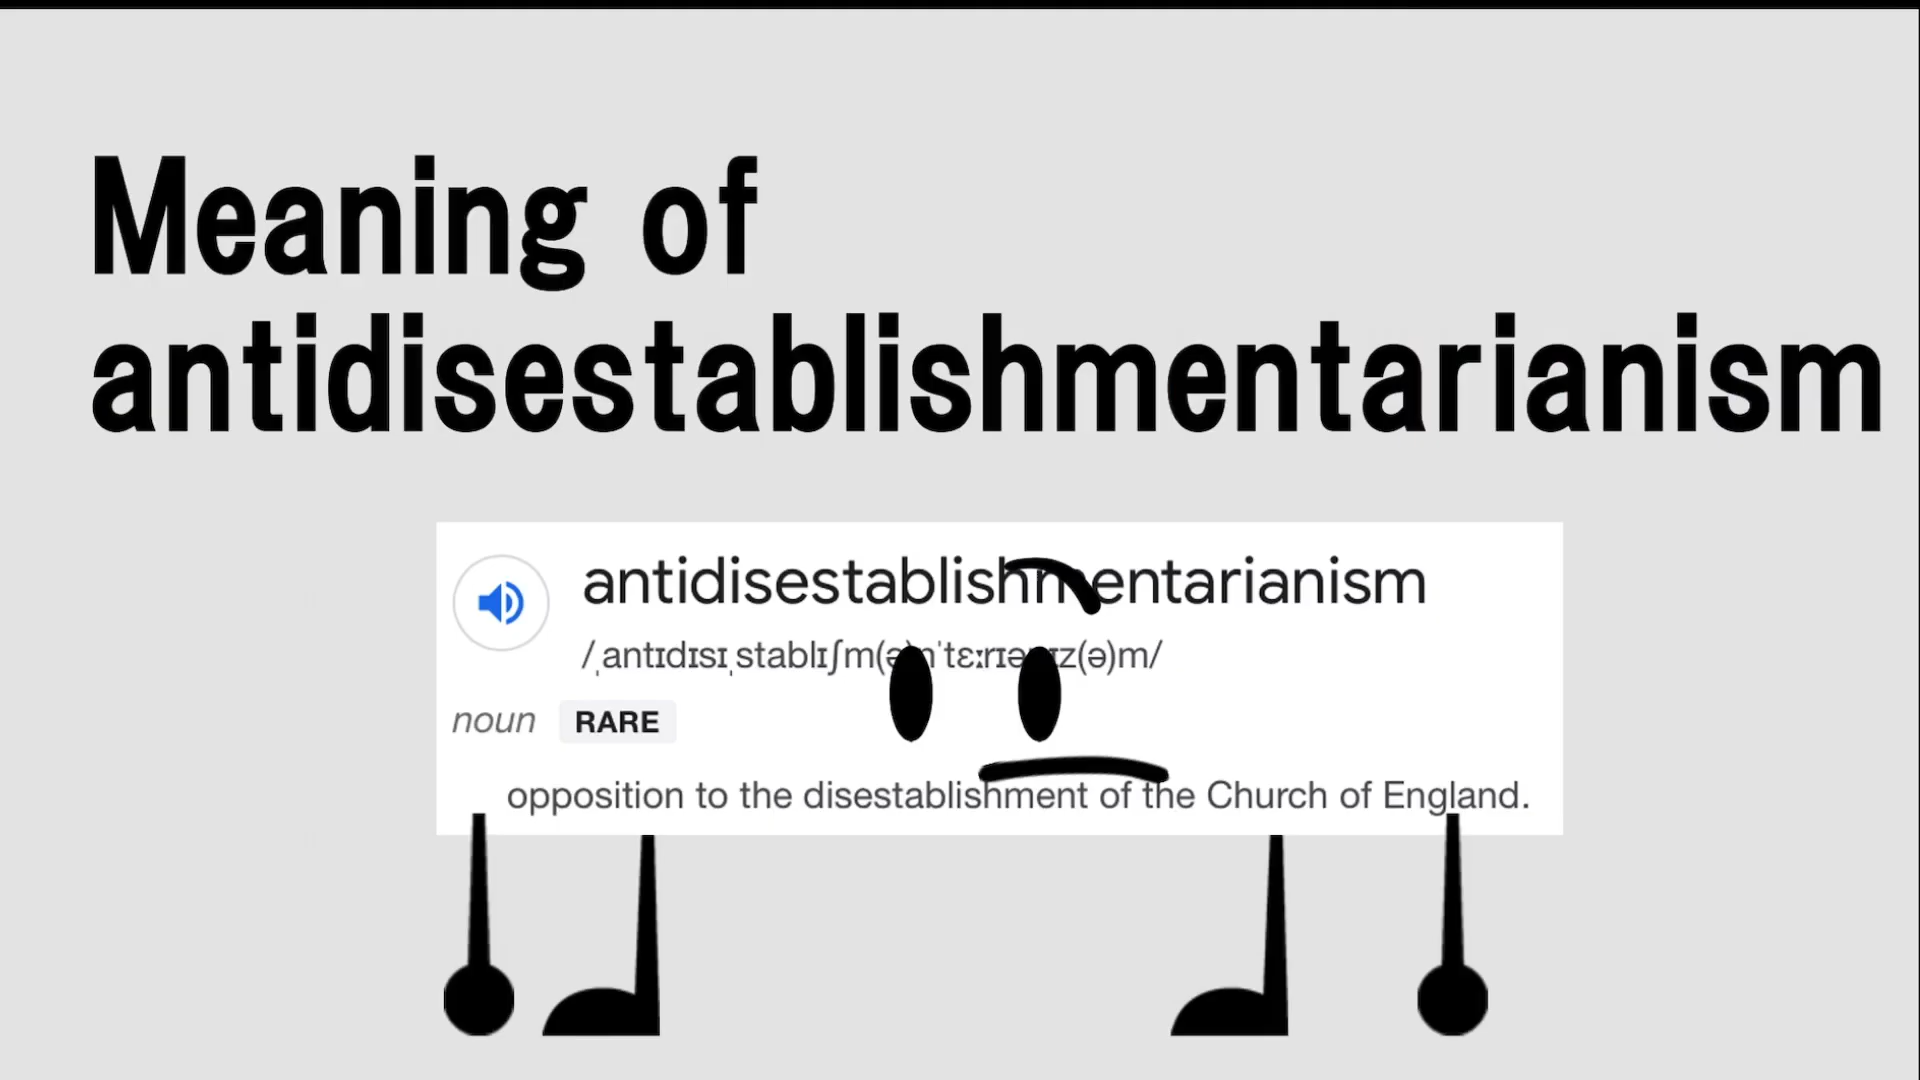 Meaning of
antidisestablishmentarianism
antidisestablishmentarianism
noun RARE
opposition to the disestablishment of the Church of England.